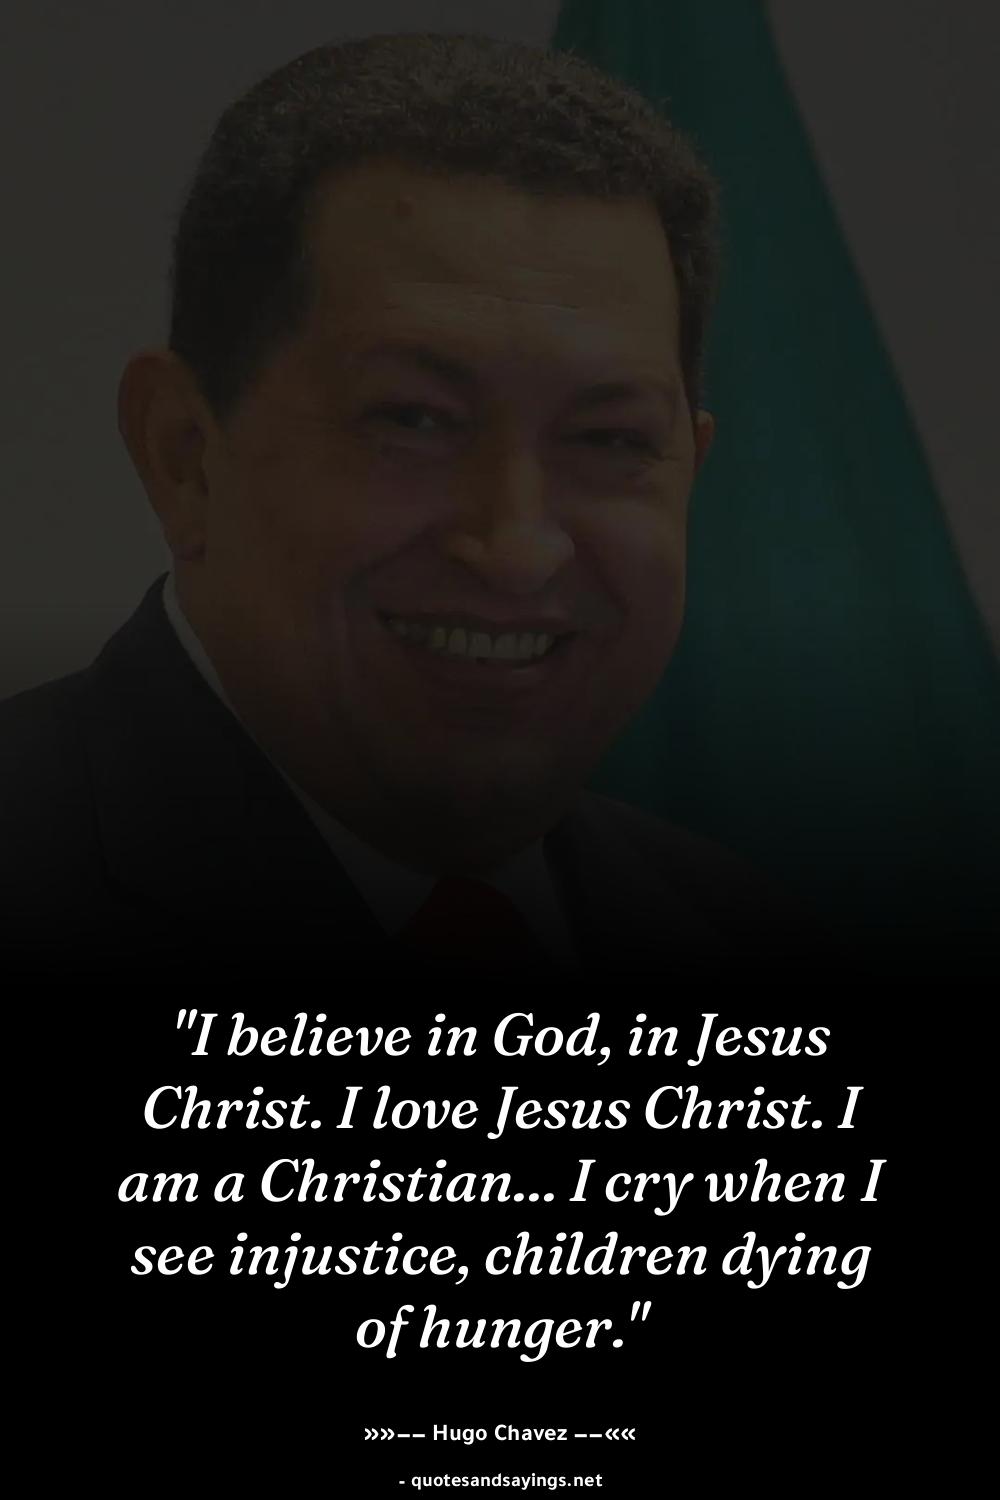 "I believe in God, in Jesus
Christ. I love Jesus Christ. I
am a Christian... I cry when I
see injustice, children dying
of hunger."
»»−− Hugo Chavez −−««
- quotesandsayings.net